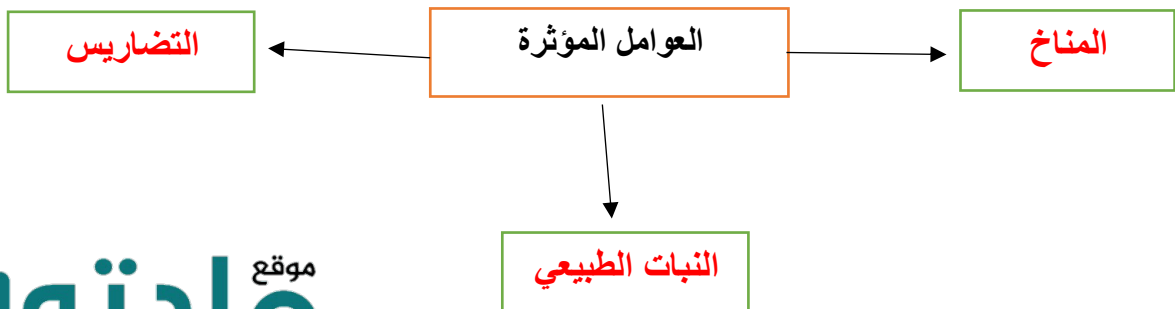 المناخ
العوامل المؤثرة
التضاريس
النبات الطبيعي
موقع